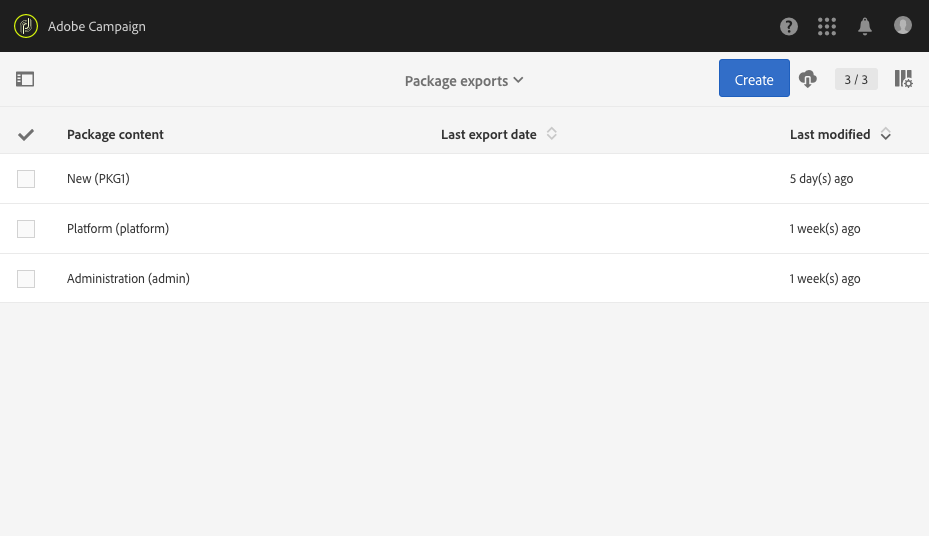 Adobe Campaign
?
Package exports
Create
3 / 3
Package content Last export date Last modified
New (PKG1) 5 day(s) ago
Platform (platform) 1 week(s) ago
Administration (admin) 1 week(s) ago